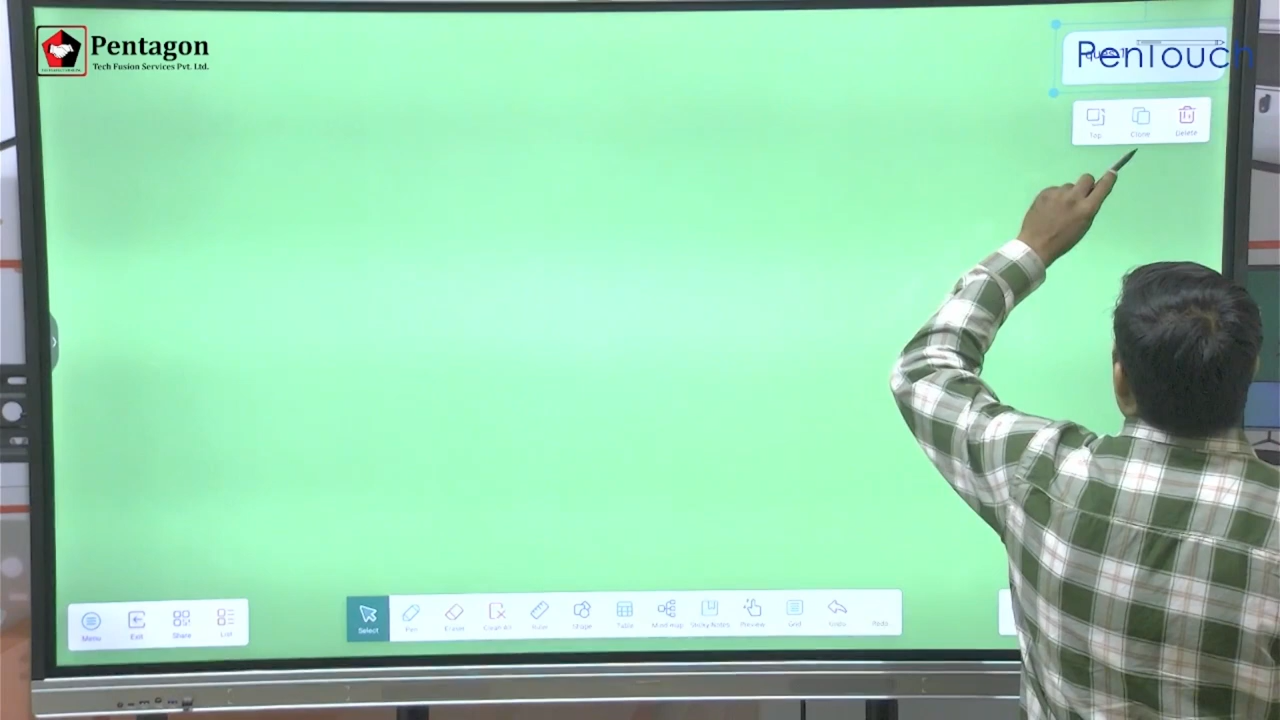 Pentagon
Tech Fusion Services Pvt. Ltd.
PenTouch
Top
Clone
Delete
Menu
Exit
Share
List
Select
Pen
Eraser
Clean All
Ruler
Shape
Table
Mind map
Sticky Notes
Preview
Grid
Undo
Redo